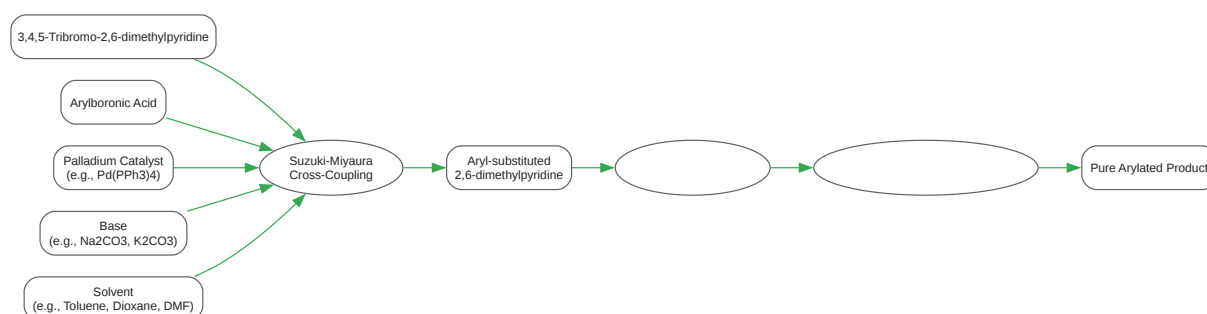 3,4,5-Tribromo-2,6-dimethylpyridine
Arylboronic Acid
Palladium Catalyst
(e.g., Pd(PPh3)4)
Base
(e.g., Na2CO3, K2CO3)
Solvent
(e.g., Toluene, Dioxane, DMF)
Suzuki-Miyaura
Cross-Coupling
Aryl-substituted
2,6-dimethylpyridine
Pure Arylated Product